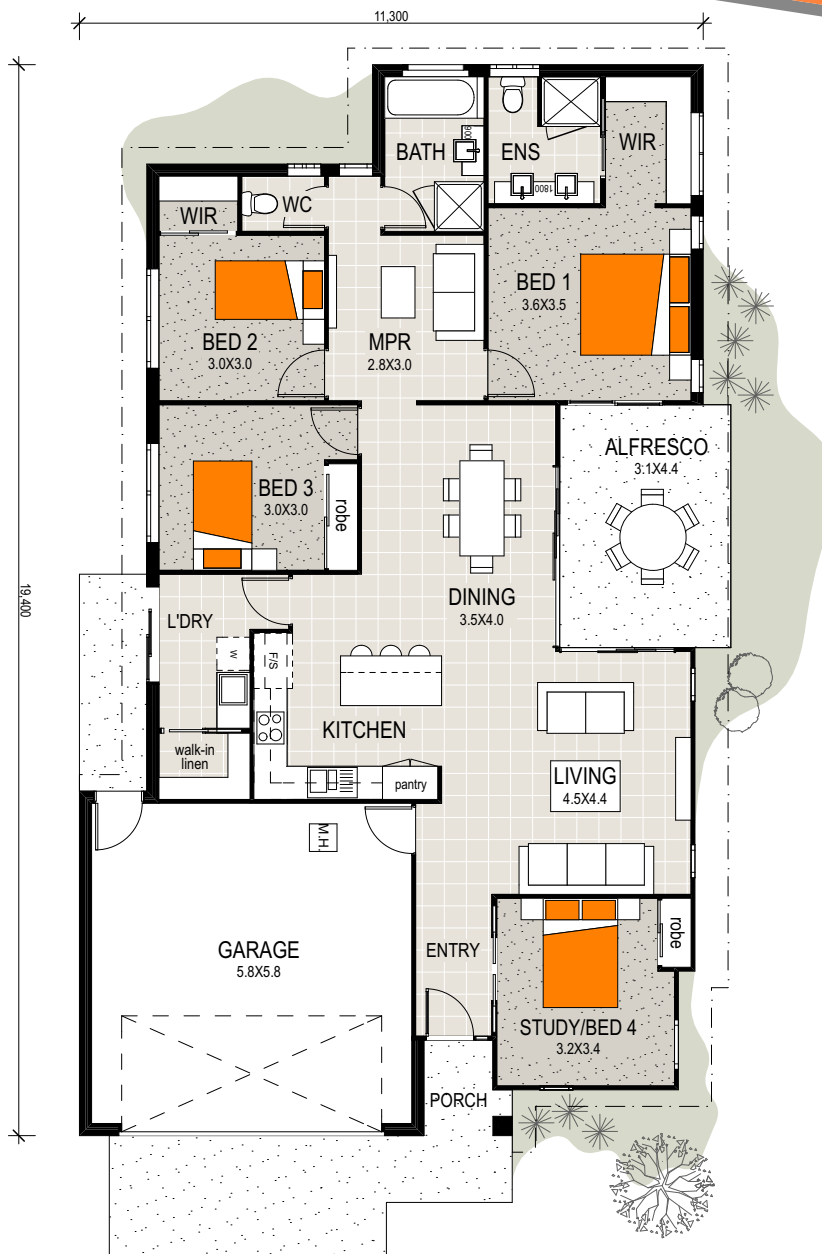 11,300
19,400
BATH
900
ENS
1800
WIR
WIR
WC
BED 1
3.6X3.5
BED 2
3.0X3.0
MPR
2.8X3.0
ALFRESCO
3.1X4.4
BED 3
3.0X3.0
robe
DINING
3.5X4.0
L'DRY
W
F/S
KITCHEN
walk-in
linen
pantry
LIVING
4.5X4.4
M.H.
GARAGE
5.8X5.8
ENTRY
robe
STUDY/BED 4
3.2X3.4
PORCH